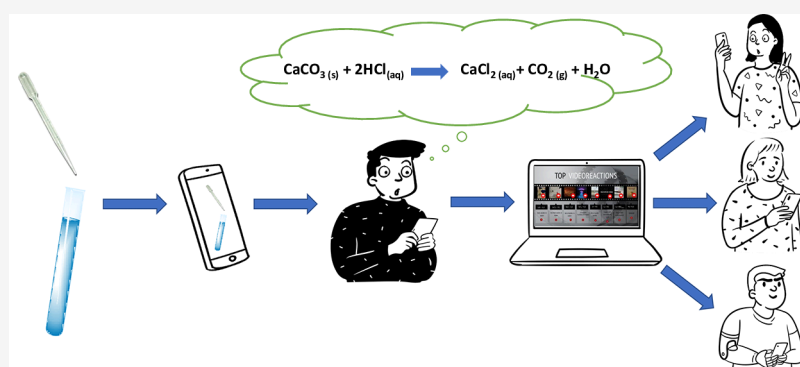 CaCO3 (s) + 2HCl(aq) CaCl2 (aq)+ CO2 (g) + H2O
TOP VIDEOREACTIONS